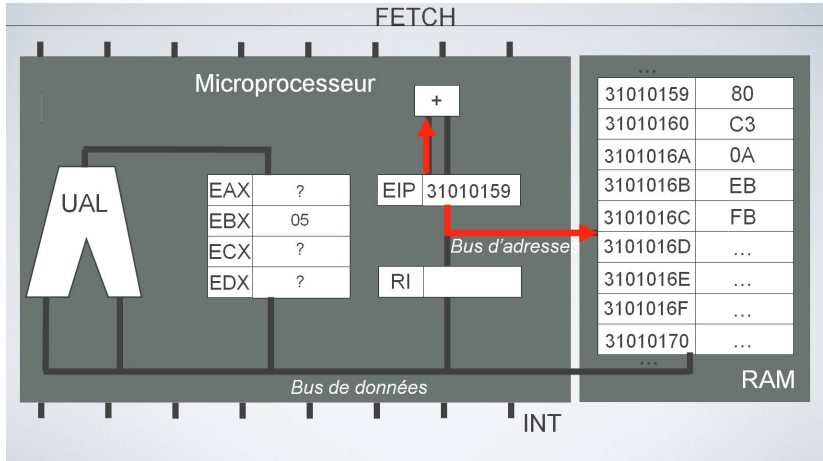 FETCH
Microprocesseur
+
UAL
EAX ?
EBX 05
ECX ?
EDX ?
EIP 31010159
Bus d'adresses
RI
Bus de données
INT
...
31010159 80
31010160 C3
3101016A 0A
3101016B EB
3101016C FB
3101016D ...
3101016E ...
3101016F ...
31010170 ...
...
RAM